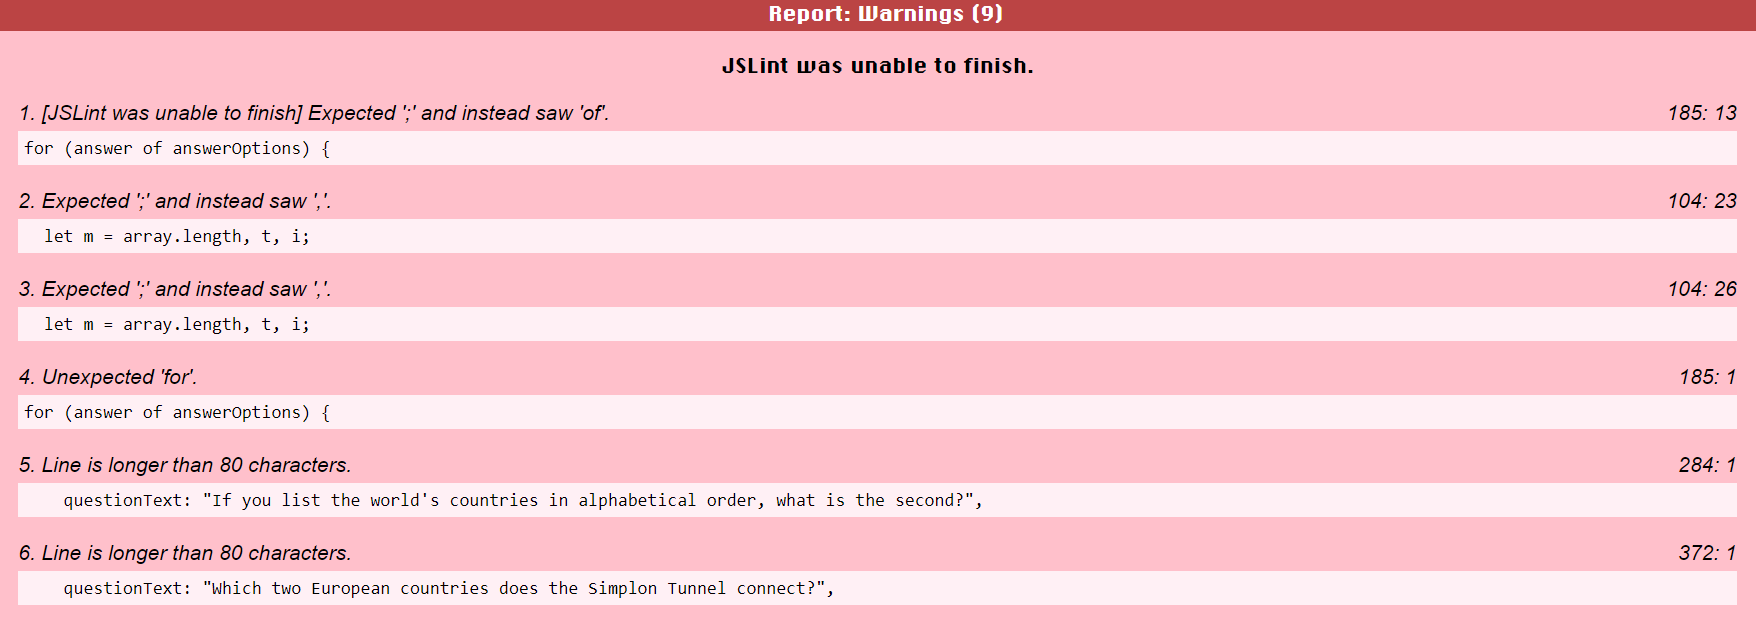 Report: Warnings (9)
JSLint was unable to finish.
1. [JSLint was unable to finish] Expected ';' and instead saw 'of'. 185: 13
for (answer of answerOptions) {
2. Expected ';' and instead saw ','. 104: 23
let m = array.length, t, i;
3. Expected ';' and instead saw ','. 104: 26
let m = array.length, t, i;
4. Unexpected 'for'. 185: 1
for (answer of answerOptions) {
5. Line is longer than 80 characters. 284: 1
questionText: "If you list the world's countries in alphabetical order, what is the second?",
6. Line is longer than 80 characters. 372: 1
questionText: "Which two European countries does the Simplon Tunnel connect?",